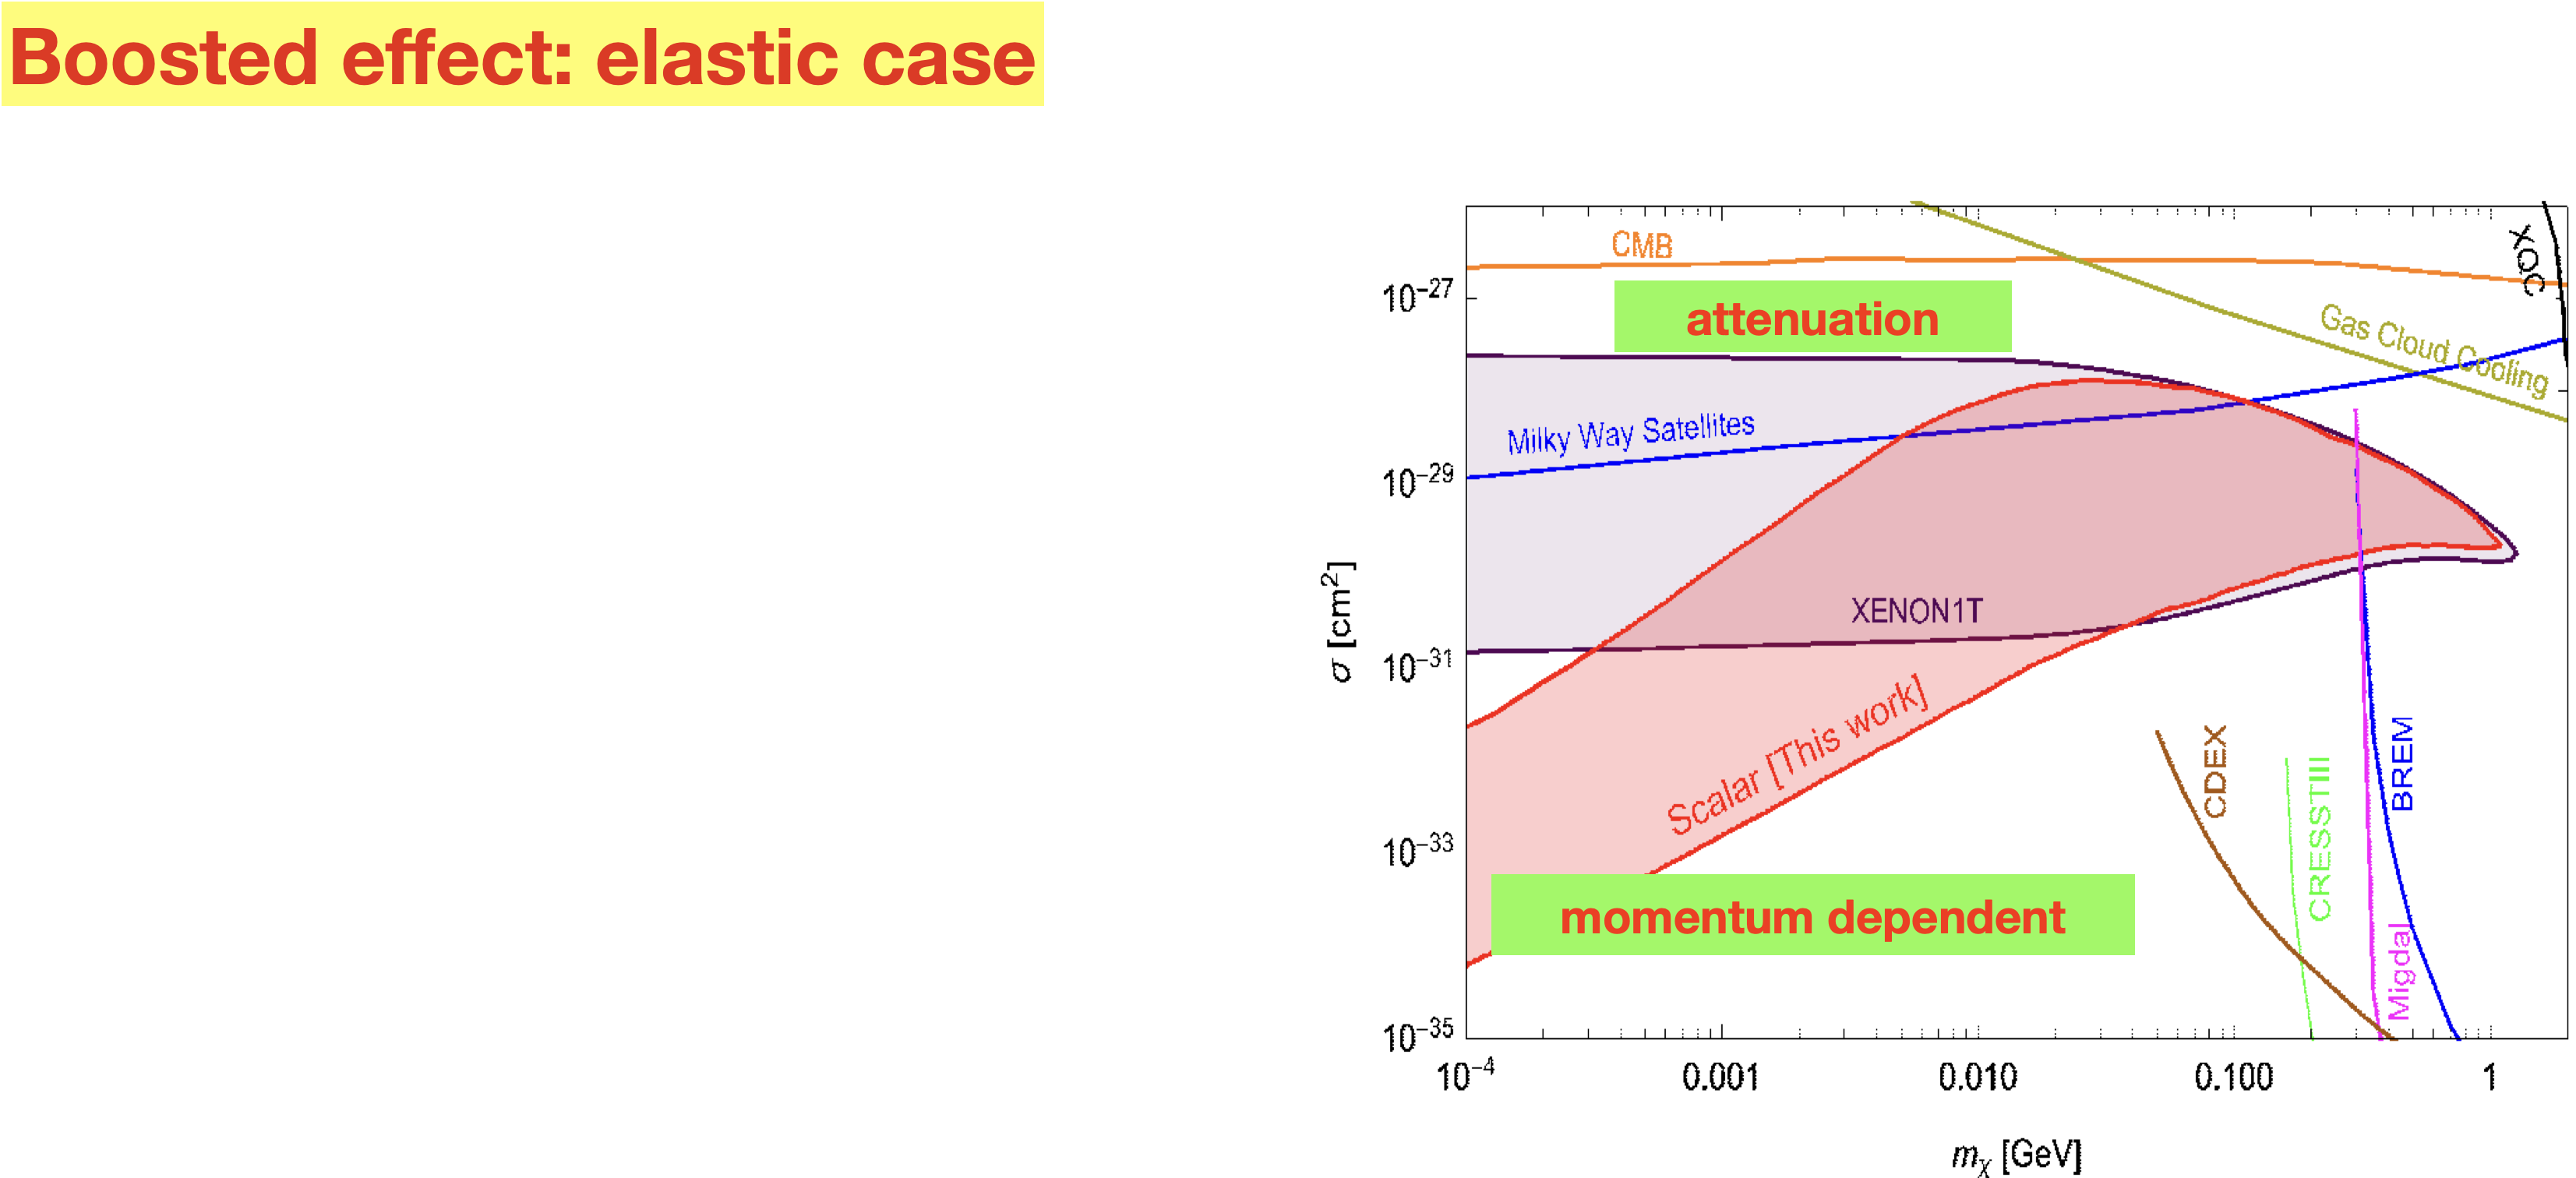 Boosted effect: elastic case
CMB
XQC
10⁻²⁷
attenuation
Gas Cloud Cooling
Milky Way Satellites
10⁻²⁹
XENON1T
10⁻³¹
σ [cm²]
Scalar [This work]
CDEX
CRESSTIII
BREM
Migdal
10⁻³³
momentum dependent
10⁻³⁵
10⁻⁴ 0.001 0.010 0.100 1
mᵪ [GeV]